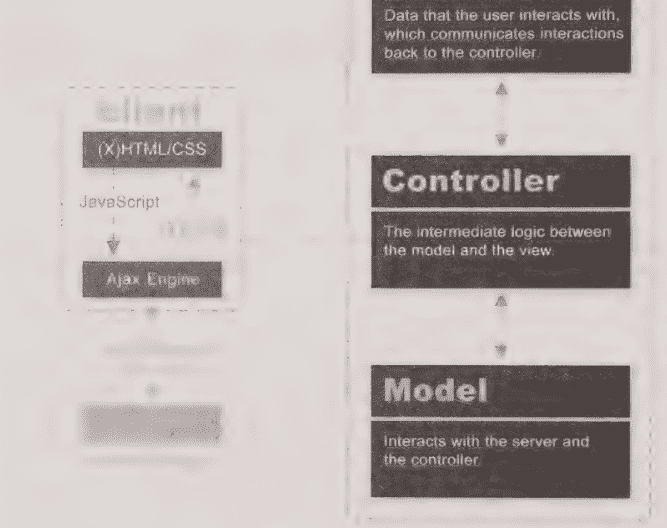 Data that the user interacts with,
which communicates interactions
back to the controller.
client
(X)HTML/CSS
JavaScript
Ajax Engine
Controller
The intermediate logic between
the model and the view.
Model
Interacts with the server and
the controller.